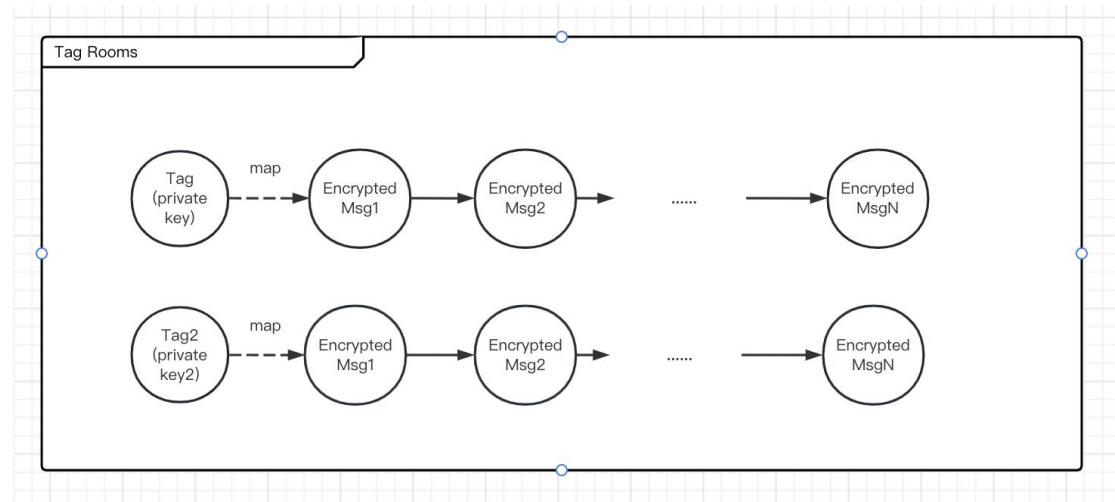 Tag Rooms
Tag
(private
key)
map
Encrypted
Msg1
Encrypted
Msg2
......
Encrypted
MsgN
Tag2
(private
key2)
map
Encrypted
Msg1
Encrypted
Msg2
......
Encrypted
MsgN